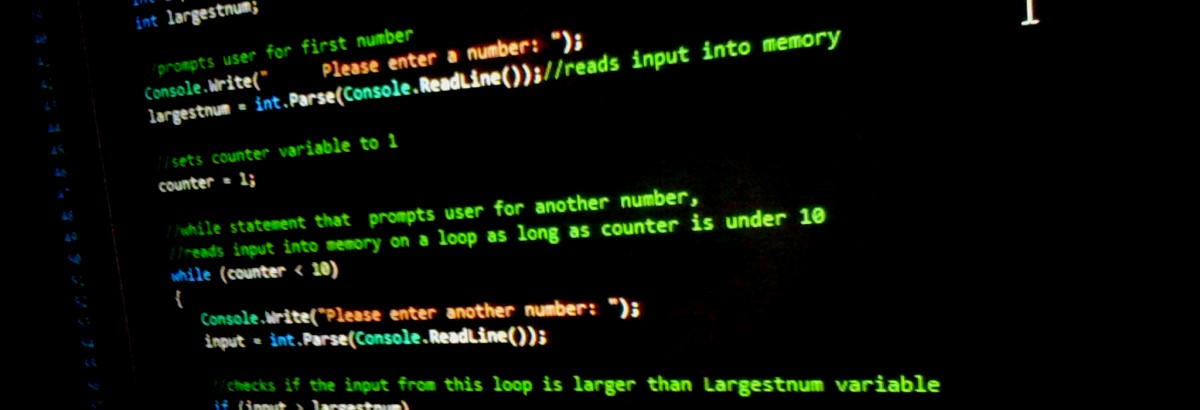 int largestnum;
//prompts user for first number
Console.Write("      Please enter a number: ");
largestnum = int.Parse(Console.ReadLine());//reads input into memory
//sets counter variable to 1
counter = 1;
//while statement that  prompts user for another number,
//reads input into memory on a loop as long as counter is under 10
while (counter < 10)
{
Console.Write("Please enter another number: ");
input = int.Parse(Console.ReadLine());
//checks if the input from this loop is larger than Largestnum variable
if (input > largestnum)